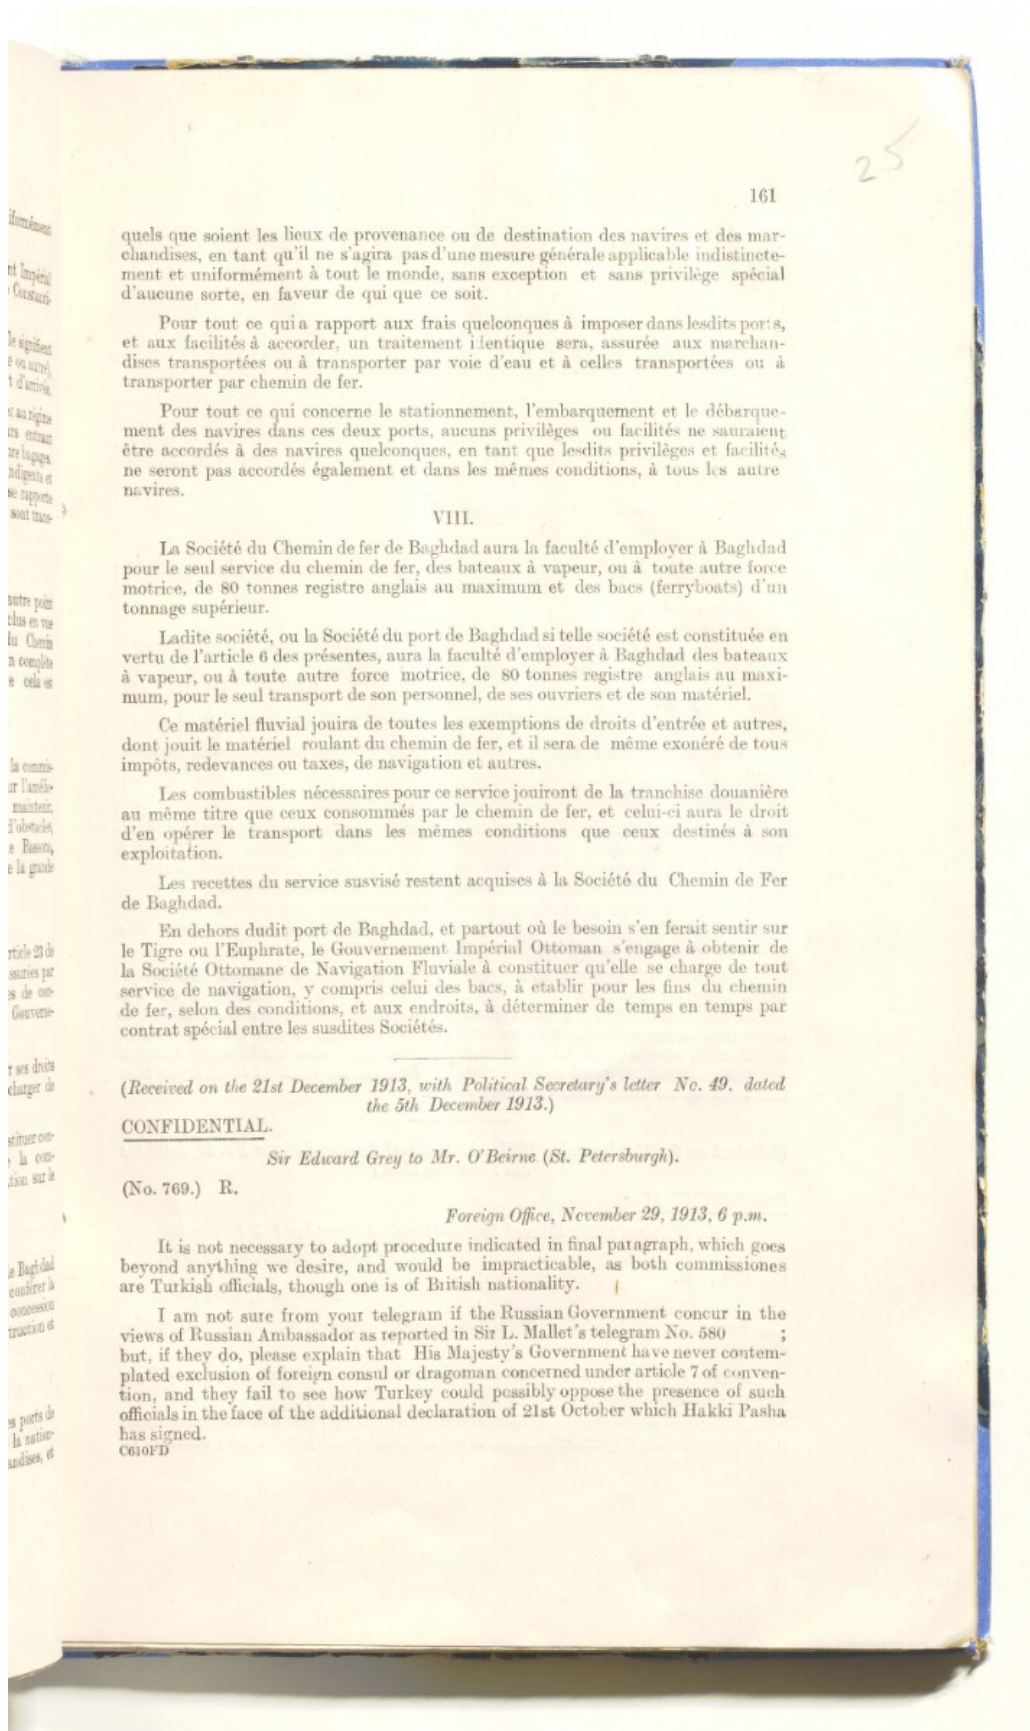 25
161
quels que soient les lieux de provenance ou de destination des navires et des mar-
chandises, en tant qu'il ne s'agira pas d'une mesure générale applicable indistincte-
ment et uniformément à tout le monde, sans exception et sans privilège spécial
d'aucune sorte, en faveur de qui que ce soit.
Pour tout ce qui a rapport aux frais quelconques à imposer dans lesdits ports,
et aux facilités à accorder, un traitement identique sera, assurée aux marchan-
dises transportées ou à transporter par voie d'eau et à celles transportées ou à
transporter par chemin de fer.
Pour tout ce qui concerne le stationnement, l'embarquement et le débarque-
ment des navires dans ces deux ports, aucuns privilèges ou facilités ne sauraient
être accordés à des navires quelconques, en tant que lesdits privilèges et facilités
ne seront pas accordés également et dans les mêmes conditions, à tous les autre
navires.
VIII.
La Société du Chemin de fer de Baghdad aura la faculté d'employer à Baghdad
pour le seul service du chemin de fer, des bateaux à vapeur, ou à toute autre force
motrice, de 80 tonnes registre anglais au maximum et des bacs (ferryboats) d'un
tonnage supérieur.
Ladite société, ou la Société du port de Baghdad si telle société est constituée en
vertu de l'article 6 des présentes, aura la faculté d'employer à Baghdad des bateaux
à vapeur, ou à toute autre force motrice, de 80 tonnes registre anglais au maxi-
mum, pour le seul transport de son personnel, de ses ouvriers et de son matériel.
Ce matériel fluvial jouira de toutes les exemptions de droits d'entrée et autres,
dont jouit le matériel roulant du chemin de fer, et il sera de même exonéré de tous
impôts, redevances ou taxes, de navigation et autres.
Les combustibles nécessaires pour ce service jouiront de la tranchise douanière
au même titre que ceux consommés par le chemin de fer, et celui-ci aura le droit
d'en opérer le transport dans les mêmes conditions que ceux destinés à son
exploitation.
Les recettes du service susvisé restent acquises à la Société du Chemin de Fer
de Baghdad.
En dehors dudit port de Baghdad, et partout où le besoin s'en ferait sentir sur
le Tigre ou l'Euphrate, le Gouvernement Impérial Ottoman s'engage à obtenir de
la Société Ottomane de Navigation Fluviale à constituer qu'elle se charge de tout
service de navigation, y compris celui des bacs, à etablir pour les fins du chemin
de fer, selon des conditions, et aux endroits, à déterminer de temps en temps par
contrat spécial entre les susdites Sociétés.
(Received on the 21st December 1913, with Political Secretary's letter No. 49. dated
the 5th December 1913.)
CONFIDENTIAL.
Sir Edward Grey to Mr. O'Beirne (St. Petersburgh).
(No. 769.) R.
Foreign Office, November 29, 1913, 6 p.m.
It is not necessary to adopt procedure indicated in final paragraph, which goes
beyond anything we desire, and would be impracticable, as both commissiones
are Turkish officials, though one is of British nationality.
I am not sure from your telegram if the Russian Government concur in the
views of Russian Ambassador as reported in Sir L. Mallet's telegram No. 580 ;
but, if they do, please explain that His Majesty's Government have never contem-
plated exclusion of foreign consul or dragoman concerned under article 7 of conven-
tion, and they fail to see how Turkey could possibly oppose the presence of such
officials in the face of the additional declaration of 21st October which Hakki Pasha
has signed.
C610FD